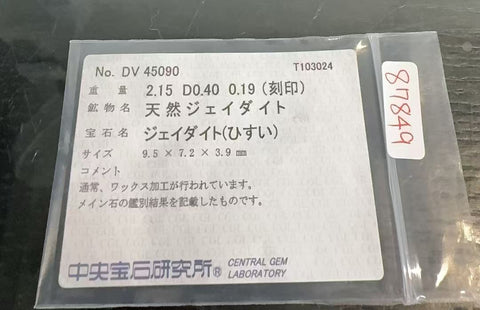 No. DV 45090
T103024
重量 2.15 D0.40 0.19 (刻印)
鉱物名 天然ジェイダイト
宝石名 ジェイダイト(ひすい)
サイズ 9.5 × 7.2 × 3.9 mm
コメント
通常、ワックス加工が行われています。
メイン石の鑑別結果を記載したものです。
中央宝石研究所® CENTRAL GEM
LABORATORY
87849